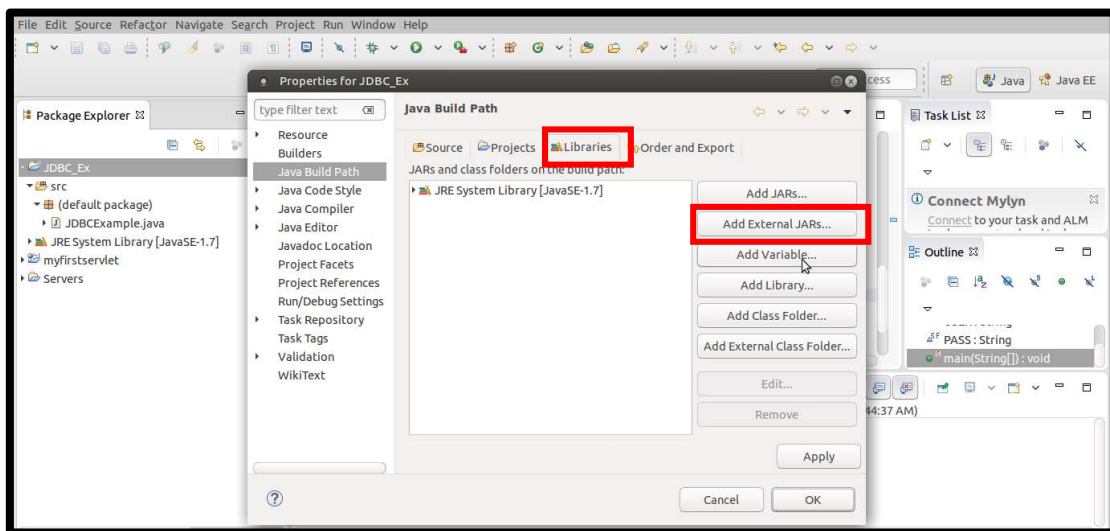 File Edit Source Refactor Navigate Search Project Run Window Help
Properties for JDBC_Ex
cess
Java
Java EE
Package Explorer
JDBC_Ex
src
(default package)
JDBCExample.java
JRE System Library [JavaSE-1.7]
myfirstservlet
Servers
type filter text
Resource
Builders
Java Build Path
Java Code Style
Java Compiler
Java Editor
Javadoc Location
Project Facets
Project References
Run/Debug Settings
Task Repository
Task Tags
Validation
WikiText
Java Build Path
Source Projects Libraries Order and Export
JARs and class folders on the build path:
JRE System Library [JavaSE-1.7]
Add JARs...
Add External JARs...
Add Variable...
Add Library...
Add Class Folder...
Add External Class Folder...
Edit...
Remove
Apply
Cancel
OK
Task List
Connect Mylyn
Connect to your task and ALM
Outline
PASS : String
main(String[]) : void
44:37 AM)